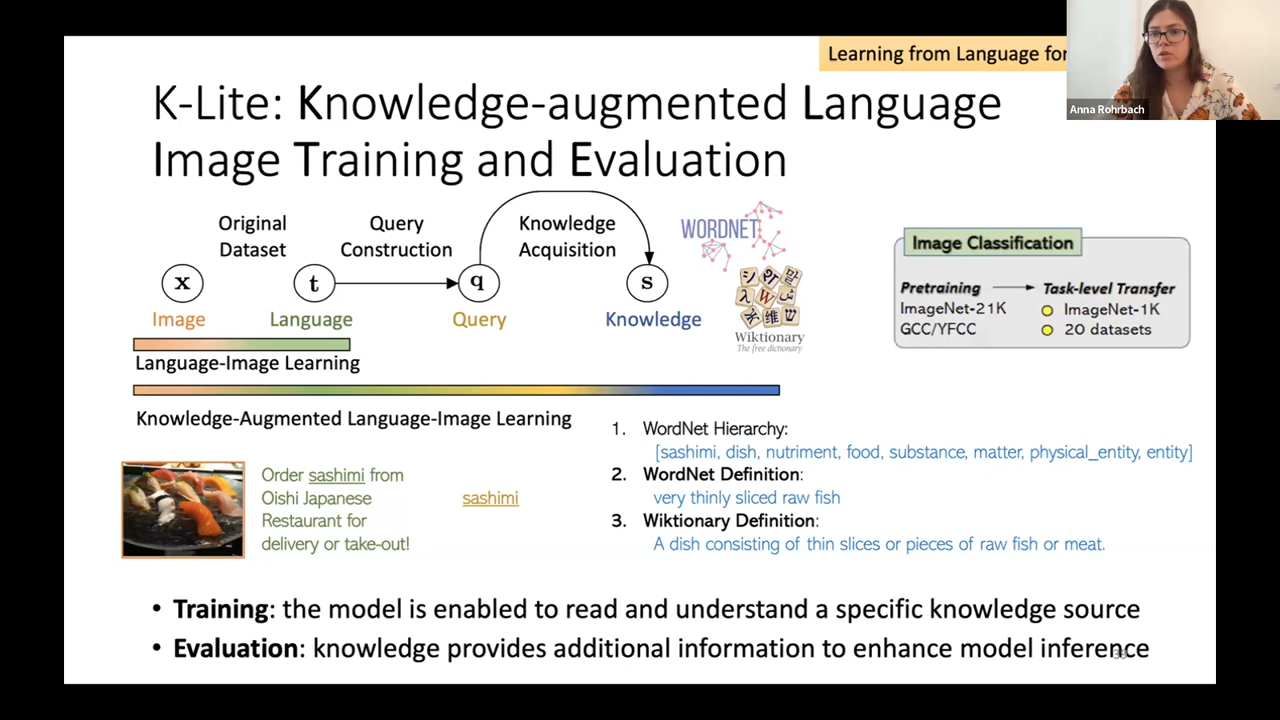 Learning from Language for
Anna Rohrbach
K-Lite: Knowledge-augmented Language
Image Training and Evaluation
Original
Dataset
Query
Construction
Knowledge
Acquisition
x
t
q
s
Image
Language
Query
Knowledge
WORDNET
Wiktionary
The free dictionary
Image Classification
Pretraining
Task-level Transfer
ImageNet-21K
ImageNet-1K
GCC/YFCC
20 datasets
Language-Image Learning
Knowledge-Augmented Language-Image Learning
Order sashimi from
Oishi Japanese
Restaurant for
delivery or take-out!
sashimi
1. WordNet Hierarchy:
[sashimi, dish, nutriment, food, substance, matter, physical_entity, entity]
2. WordNet Definition:
very thinly sliced raw fish
3. Wiktionary Definition:
A dish consisting of thin slices or pieces of raw fish or meat.
• Training: the model is enabled to read and understand a specific knowledge source
• Evaluation: knowledge provides additional information to enhance model inference